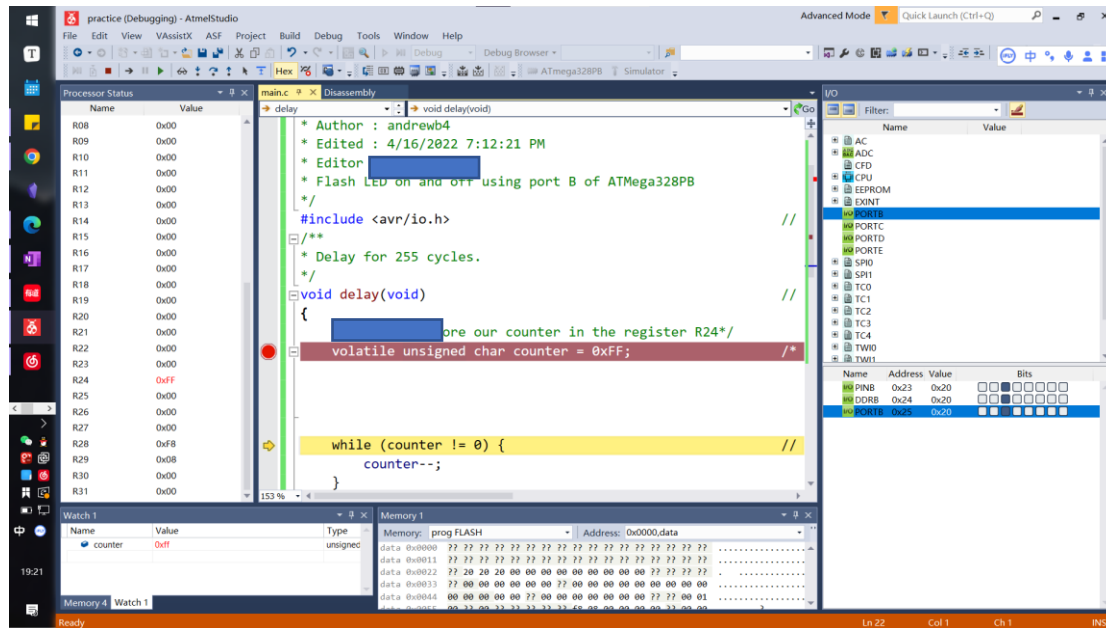 practice (Debugging) - AtmelStudio
Advanced Mode
Quick Launch (Ctrl+Q)
File Edit View VAssistX ASF Project Build Debug Tools Window Help
Debug
Debug Browser
Hex
ATmega328PB
Simulator
中
Processor Status
Name Value
R08 0x00
R09 0x00
R10 0x00
R11 0x00
R12 0x00
R13 0x00
R14 0x00
R15 0x00
R16 0x00
R17 0x00
R18 0x00
R19 0x00
R20 0x00
R21 0x00
R22 0x00
R23 0x00
R24 0xFF
R25 0x00
R26 0x00
R27 0x00
R28 0xF8
R29 0x08
R30 0x00
R31 0x00
main.c
Disassembly
delay
void delay(void)
Go
* Author : andrewb4
* Edited : 4/16/2022 7:12:21 PM
* Editor
* Flash LED on and off using port B of ATMega328PB
*/
#include <avr/io.h> //
/**
* Delay for 255 cycles.
*/
void delay(void) //
{
ore our counter in the register R24*/
volatile unsigned char counter = 0xFF; /*
while (counter != 0) { //
counter--;
}
153 %
I/O
Filter:
Name Value
AC
ADC
CFD
CPU
EEPROM
EXINT
PORTB
PORTC
PORTD
PORTE
SPI0
SPI1
TC0
TC1
TC2
TC3
TC4
TWI0
TWI1
Name Address Value Bits
PINB 0x23 0x20
DDRB 0x24 0x20
PORTB 0x25 0x20
Watch 1
Name Value Type
counter 0xff unsigned
Memory 4 Watch 1
Memory 1
Memory: prog FLASH Address: 0x0000,data
data 0x0000 ?? ?? ?? ?? ?? ?? ?? ?? ?? ?? ?? ?? ?? ?? ?? ?? ??
data 0x0011 ?? ?? ?? ?? ?? ?? ?? ?? ?? ?? ?? ?? ?? ?? ?? ?? ??
data 0x0022 ?? 20 20 20 00 00 00 00 00 00 00 00 00 ?? ?? ?? ??
data 0x0033 ?? 00 00 00 00 00 00 ?? 00 00 00 00 00 00 00 00 00
data 0x0044 00 00 00 00 00 ?? 00 00 00 00 00 00 00 ?? ?? 00 01
19:21
Ready
Ln 22 Col 1 Ch 1 INS